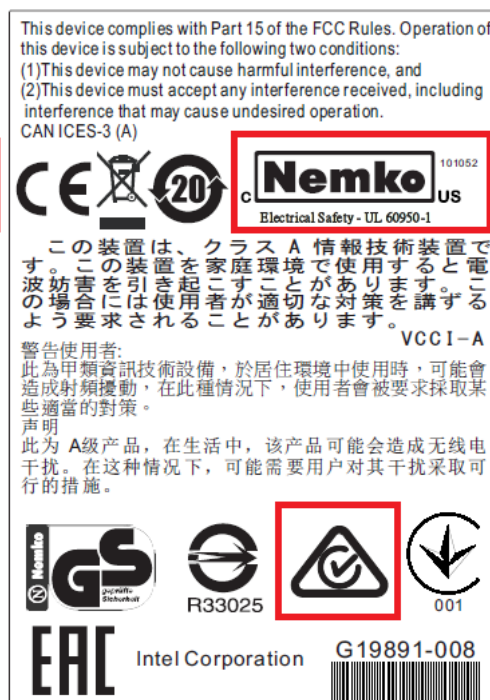 This device complies with Part 15 of the FCC Rules. Operation of
this device is subject to the following two conditions:
(1)This device may not cause harmful interference, and
(2)This device must accept any interference received, including
interference that may cause undesired operation.
CAN ICES-3 (A)
CE
20
C Nemko US
101052
Electrical Safety - UL 60950-1
この装置は、クラス A 情報技術装置で
す。この装置を家庭環境で使用すると電
波妨害を引き起こすことがあります。こ
の場合には使用者が適切な対策を講ずる
よう要求されることがあります。
VCCI-A
警告使用者:
此為甲類資訊技術設備，於居住環境中使用時，可能會
造成射頻擾動，在此種情況下，使用者會被要求採取某
些適當的對策。
声明
此为 A级产品，在生活中，该产品可能会造成无线电
干扰。在这种情况下，可能需要用户对其干扰采取可
行的措施。
N Nemko
GS
geprüfte
Sicherheit
R33025
001
EAC
Intel Corporation
G19891-008